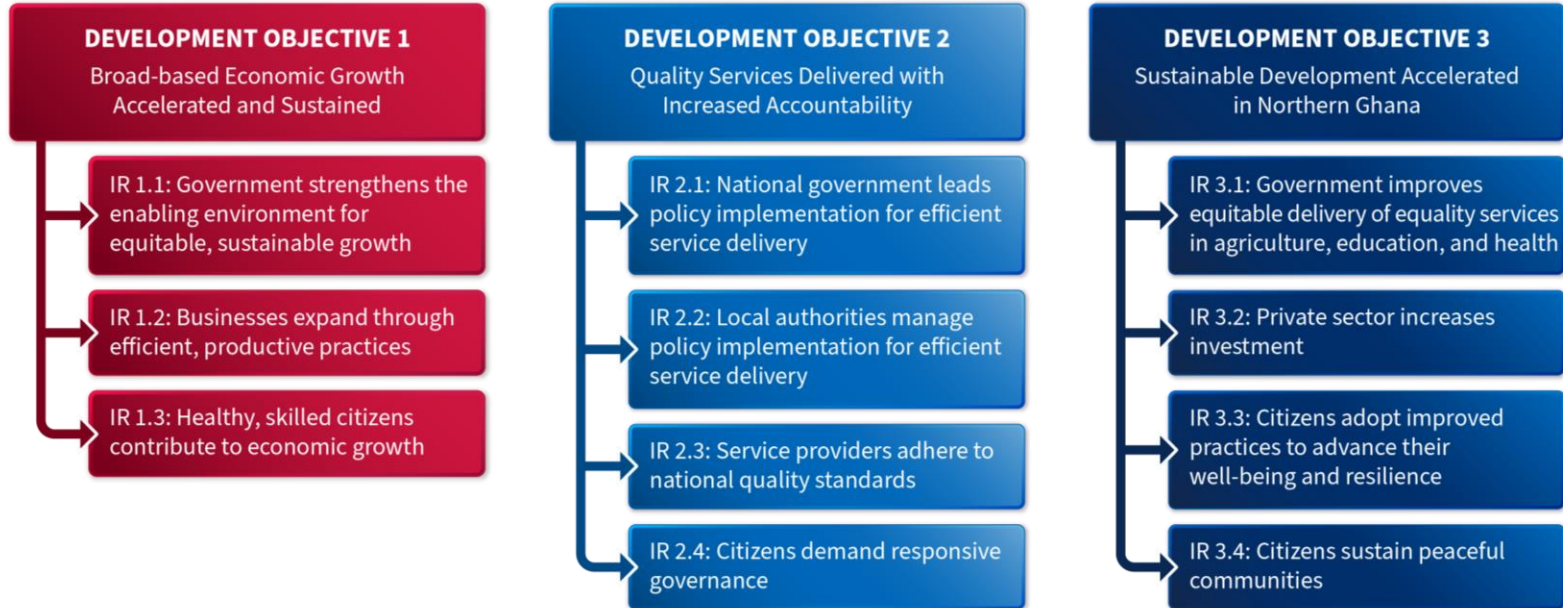 DEVELOPMENT OBJECTIVE 1
Broad-based Economic Growth
Accelerated and Sustained
IR 1.1: Government strengthens the
enabling environment for
equitable, sustainable growth
IR 1.2: Businesses expand through
efficient, productive practices
IR 1.3: Healthy, skilled citizens
contribute to economic growth
DEVELOPMENT OBJECTIVE 2
Quality Services Delivered with
Increased Accountability
IR 2.1: National government leads
policy implementation for efficient
service delivery
IR 2.2: Local authorities manage
policy implementation for efficient
service delivery
IR 2.3: Service providers adhere to
national quality standards
IR 2.4: Citizens demand responsive
governance
DEVELOPMENT OBJECTIVE 3
Sustainable Development Accelerated
in Northern Ghana
IR 3.1: Government improves
equitable delivery of equality services
in agriculture, education, and health
IR 3.2: Private sector increases
investment
IR 3.3: Citizens adopt improved
practices to advance their
well-being and resilience
IR 3.4: Citizens sustain peaceful
communities